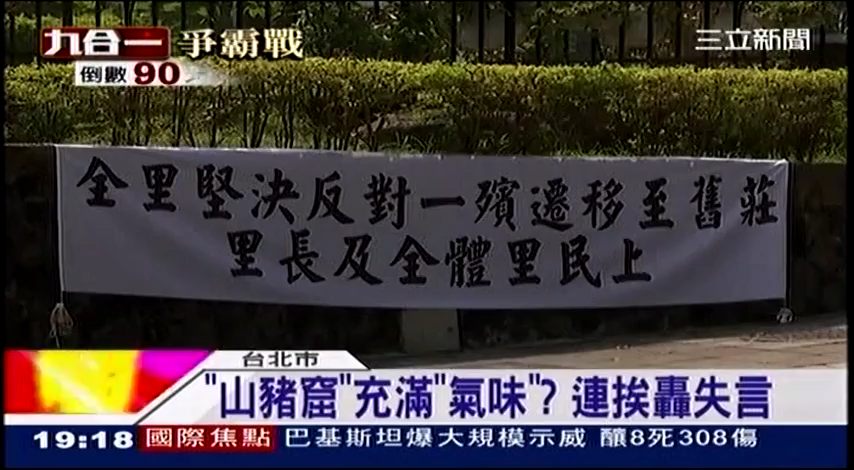 九合一 爭霸戰
倒數90天
三立新聞
全里堅決反對一殯遷移至舊莊
里長及全體里民上
台北市
"山豬窟"充滿"氣味"? 連挨轟失言
19:18 國際焦點 巴基斯坦爆大規模示威 釀8死308傷